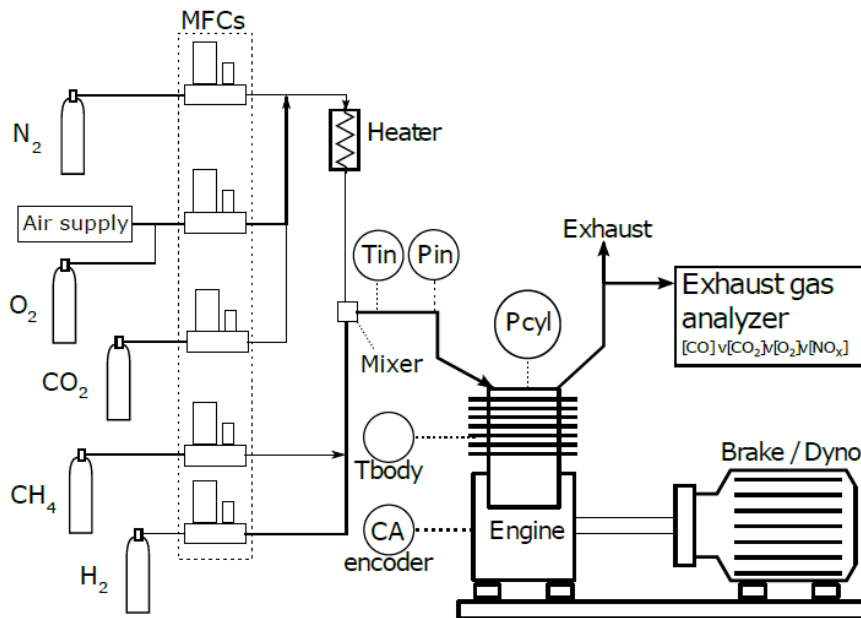 MFCs
N2
Heater
Air supply
Exhaust
Tin
Pin
O2
Exhaust gas
analyzer
[CO]v[CO2]v[O2]v[NOX]
Pcyl
Mixer
CO2
Tbody
Brake / Dyno
CH4
CA
encoder
Engine
H2